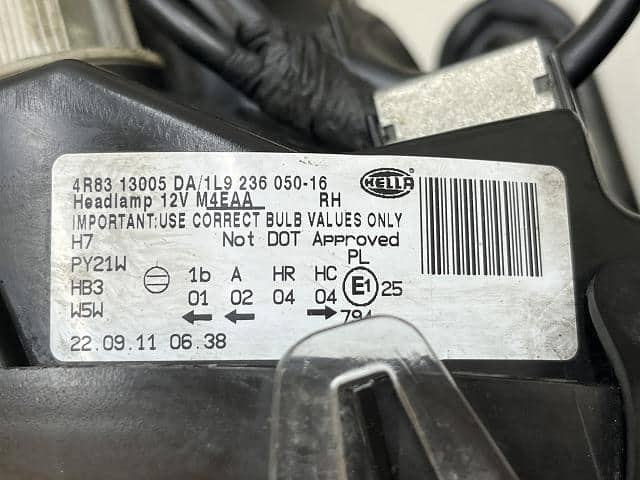 4R83 13005 DA/1L9 236 050-16
HELLA
Headlamp 12V M4EAA RH
IMPORTANT:USE CORRECT BULB VALUES ONLY
H7 Not DOT Approved
PY21W 1b A HR HC PL
HB3 01 02 04 04 E1 25
W5W
22.09.11 06.38